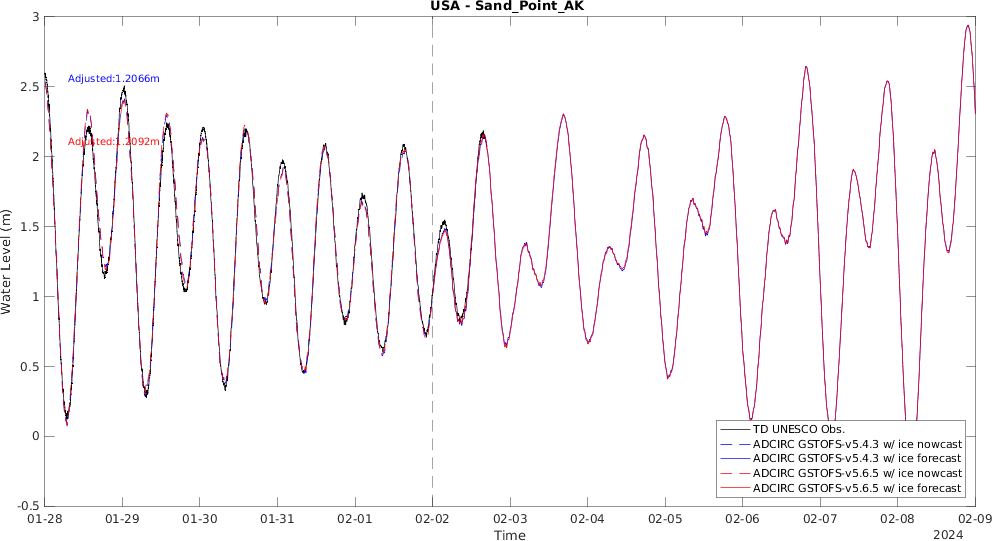 USA - Sand_Point_AK
Adjusted:1.2066m
Adjusted:1.2092m
Water Level (m)
3
2.5
2
1.5
1
0.5
0
-0.5
TD UNESCO Obs.
ADCIRC GSTOFS-v5.4.3 w/ ice nowcast
ADCIRC GSTOFS-v5.4.3 w/ ice forecast
ADCIRC GSTOFS-v5.6.5 w/ ice nowcast
ADCIRC GSTOFS-v5.6.5 w/ ice forecast
01-28 01-29 01-30 01-31 02-01 02-02 02-03 02-04 02-05 02-06 02-07 02-08 02-09
Time
2024